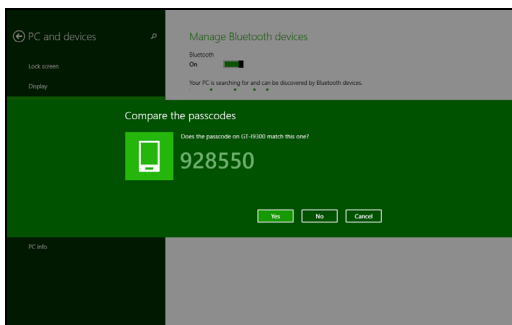 PC and devices
Lock screen
Display
PC info
Manage Bluetooth devices
Bluetooth
On
Your PC is searching for and can be discovered by Bluetooth devices.
Compare the passcodes
Does the passcode on GT-I9300 match this one?
928550
Yes
No
Cancel